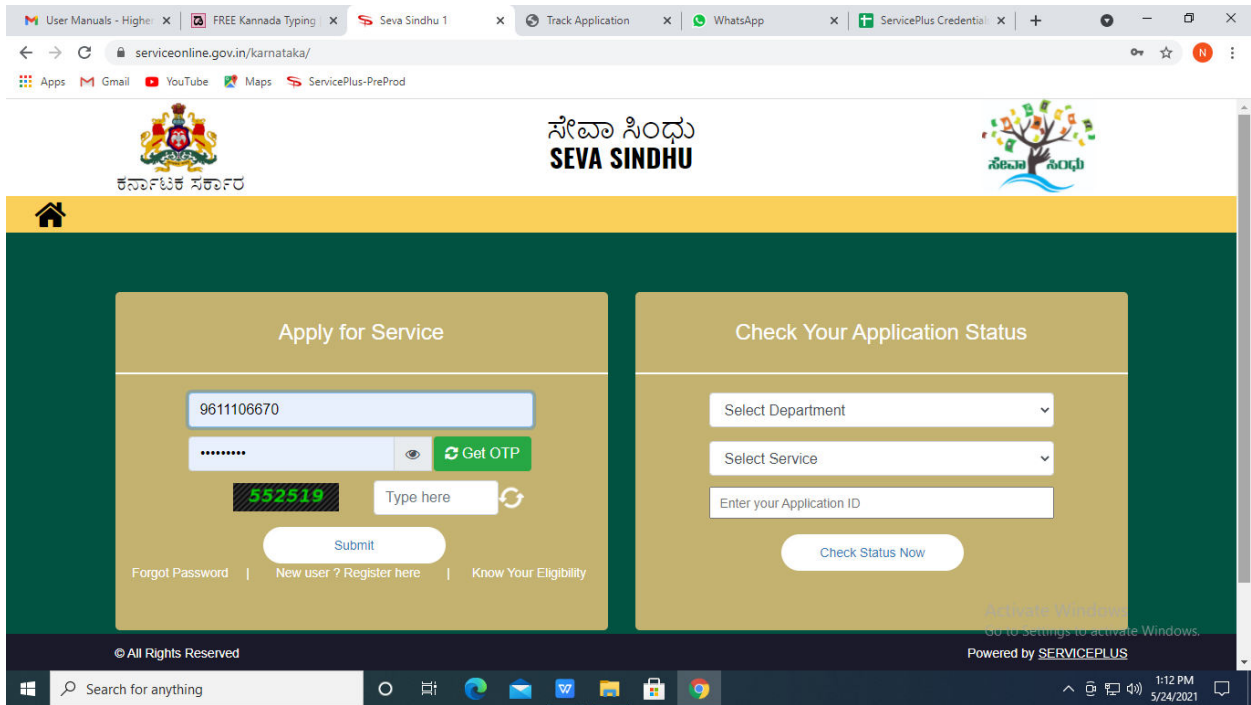 User Manuals - Higher
FREE Kannada Typing
Seva Sindhu 1
Track Application
WhatsApp
ServicePlus Credential
serviceonline.gov.in/karnataka/
N
Apps
Gmail
YouTube
Maps
ServicePlus-PreProd
ಕರ್ನಾಟಕ ಸರ್ಕಾರ
ಸೇವಾ ಸಿಂಧು
SEVA SINDHU
ಸೇವಾ ಸಿಂಧು
Apply for Service
9611106670
•••••••••
Get OTP
552519
Type here
Submit
Forgot Password | New user ? Register here | Know Your Eligibility
Check Your Application Status
Select Department
Select Service
Enter your Application ID
Check Status Now
Activate Windows
Go to Settings to activate Windows.
© All Rights Reserved
Powered by SERVICEPLUS
Search for anything
1:12 PM
5/24/2021